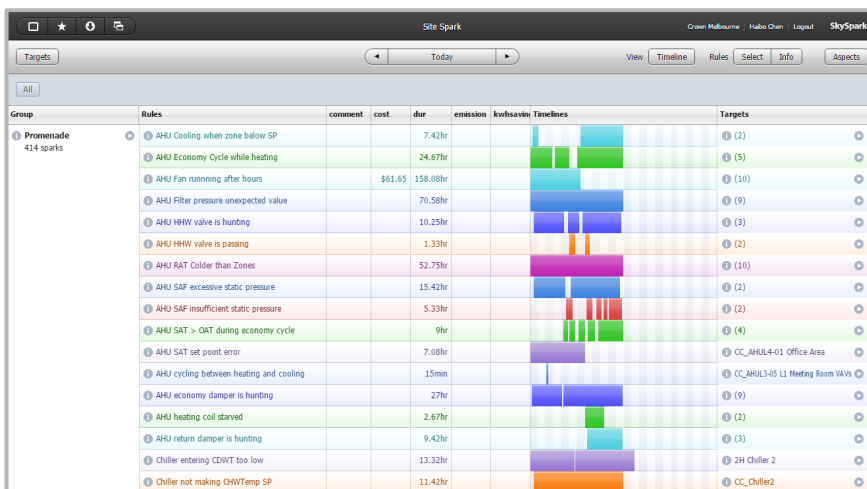 Site Spark
Crown Melbourne | Haibo Chen | Logout SkySpark
Targets Today View Timeline Rules Select Info Aspects
All
Group Rules comment cost dur emission kwhsaving Timelines Targets
Promenade AHU Cooling when zone below SP 7.42hr (2)
414 sparks
AHU Economy Cycle while heating 24.67hr (5)
AHU Fan runnning after hours $61.65 158.08hr (10)
AHU Filter pressure unexpected value 70.58hr (9)
AHU HHW valve is hunting 10.25hr (3)
AHU HHW valve is passing 1.33hr (2)
AHU RAT Colder than Zones 52.75hr (10)
AHU SAF excessive static pressure 15.42hr (2)
AHU SAF insufficient static pressure 5.33hr (2)
AHU SAT > OAT during economy cycle 9hr (4)
AHU SAT set point error 7.08hr CC_AHUL4-01 Office Area
AHU cycling between heating and cooling 15min CC_AHUL3-05 L1 Meeting Room VAVs
AHU economy damper is hunting 27hr (9)
AHU heating coil starved 2.67hr (2)
AHU return damper is hunting 9.42hr (3)
Chiller entering CDWT too low 13.32hr 2H Chiller 2
Chiller not making CHWTemp SP 11.42hr CC_Chiller2